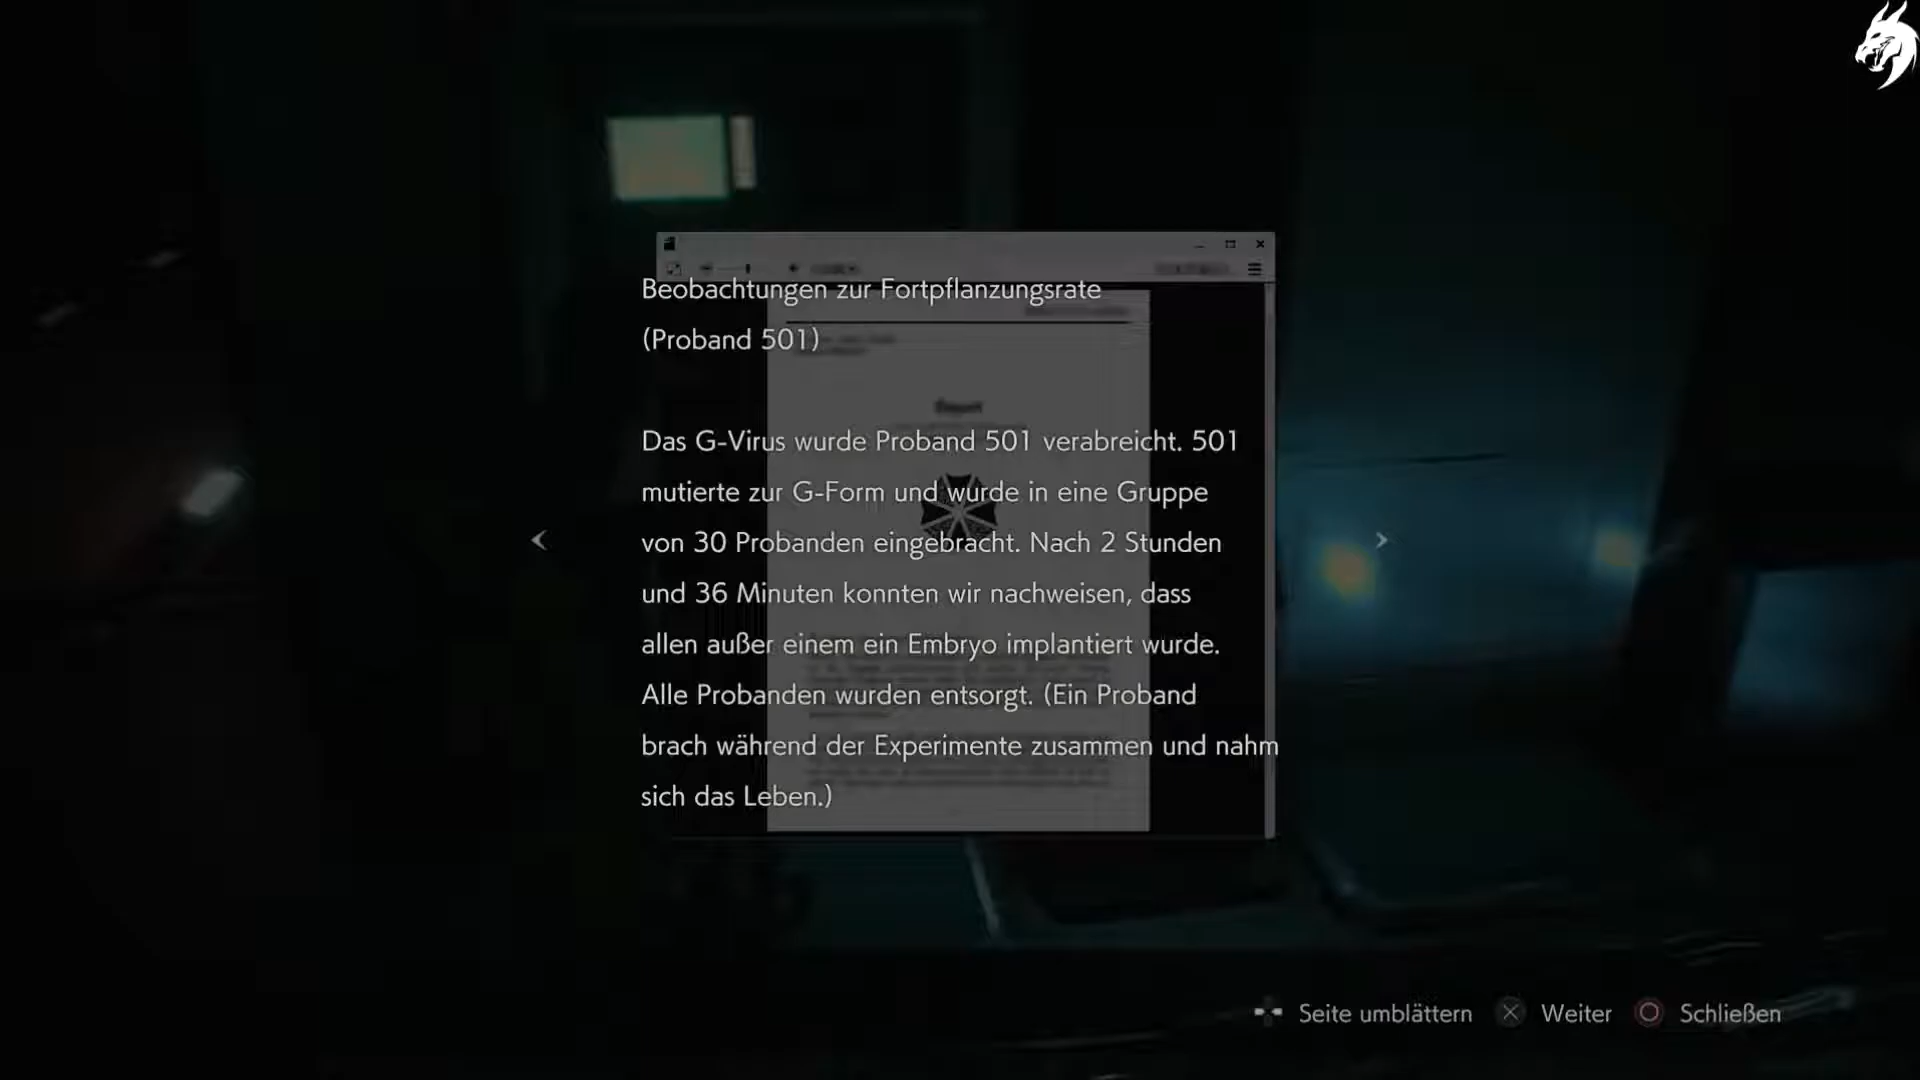 Beobachtungen zur Fortpflanzungsrate
(Proband 501)
Das G-Virus wurde Proband 501 verabreicht. 501
mutierte zur G-Form und wurde in eine Gruppe
von 30 Probanden eingebracht. Nach 2 Stunden
und 36 Minuten konnten wir nachweisen, dass
allen außer einem ein Embryo implantiert wurde.
Alle Probanden wurden entsorgt. (Ein Proband
brach während der Experimente zusammen und nahm
sich das Leben.)
Seite umblättern Weiter Schließen